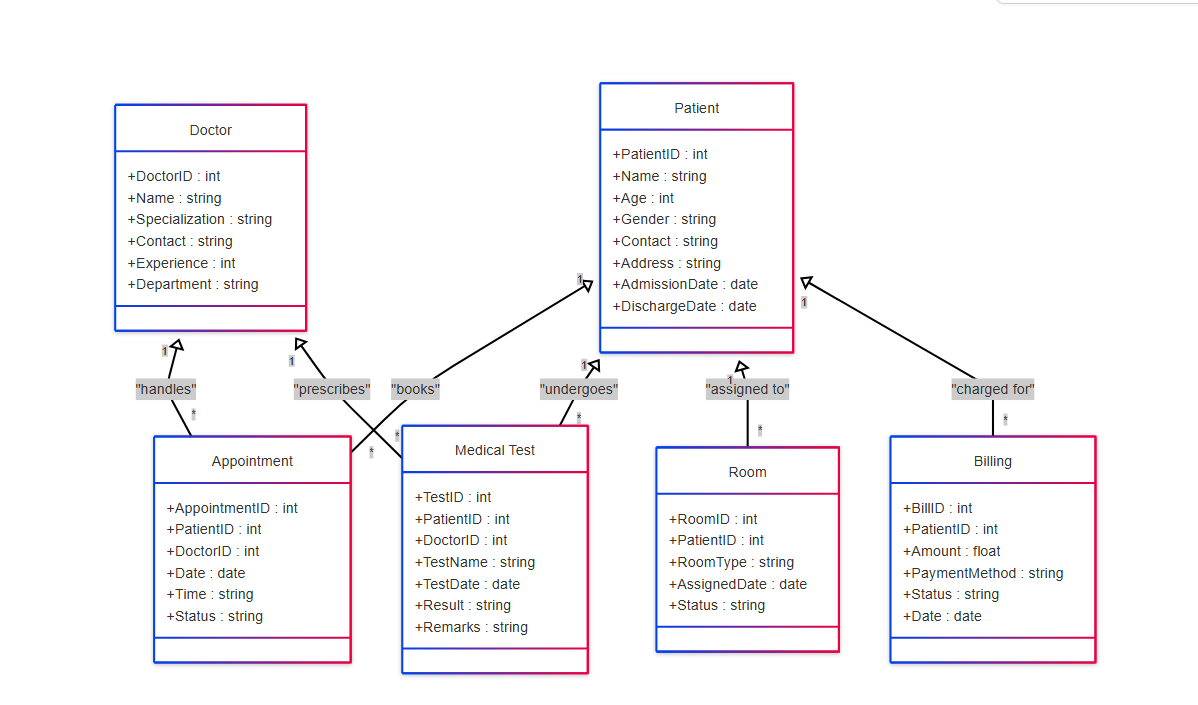 Doctor
+DoctorID : int
+Name : string
+Specialization : string
+Contact : string
+Experience : int
+Department : string
Patient
+PatientID : int
+Name : string
+Age : int
+Gender : string
+Contact : string
+Address : string
+AdmissionDate : date
+DischargeDate : date
1
"handles"
*
1
"prescribes"
*
1
"books"
*
1
"undergoes"
*
1
"assigned to"
*
1
"charged for"
*
Appointment
+AppointmentID : int
+PatientID : int
+DoctorID : int
+Date : date
+Time : string
+Status : string
Medical Test
+TestID : int
+PatientID : int
+DoctorID : int
+TestName : string
+TestDate : date
+Result : string
+Remarks : string
Room
+RoomID : int
+PatientID : int
+RoomType : string
+AssignedDate : date
+Status : string
Billing
+BillID : int
+PatientID : int
+Amount : float
+PaymentMethod : string
+Status : string
+Date : date